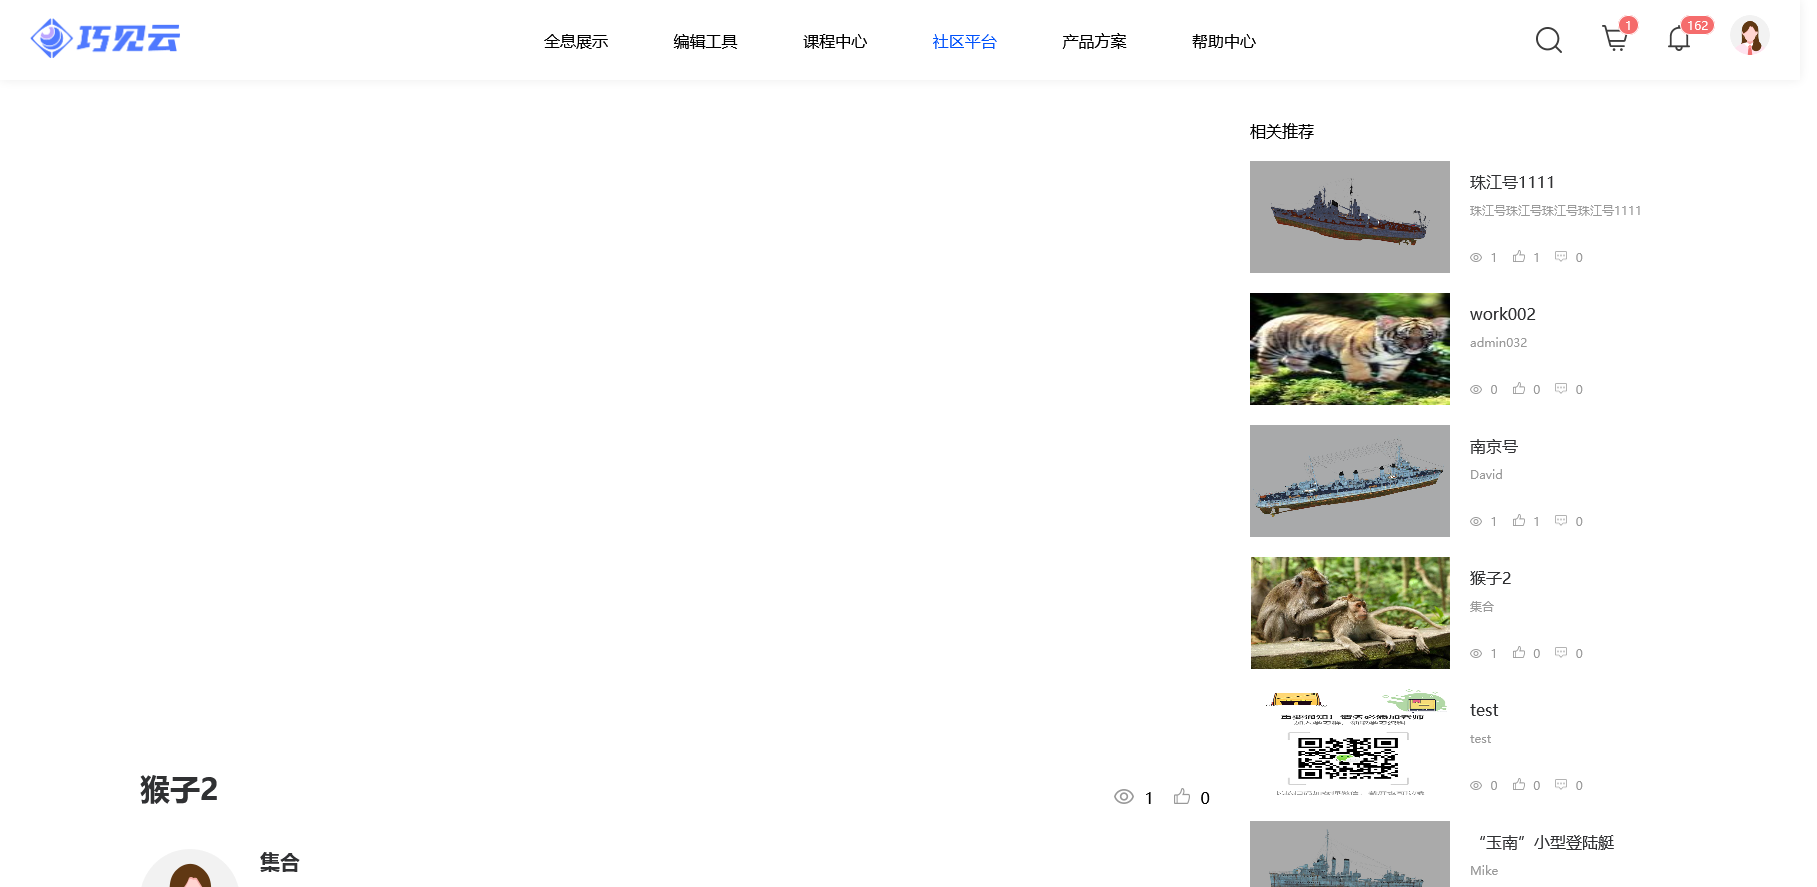 巧见云
全息展示
编辑工具
课程中心
社区平台
产品方案
帮助中心
1
162
相关推荐
珠江号1111
珠江号珠江号珠江号珠江号1111
1 1 0
work002
admin032
0 0 0
南京号
David
1 1 0
猴子2
集合
1 0 0
test
test
0 0 0
“玉南”小型登陆艇
Mike
猴子2
1 0
集合